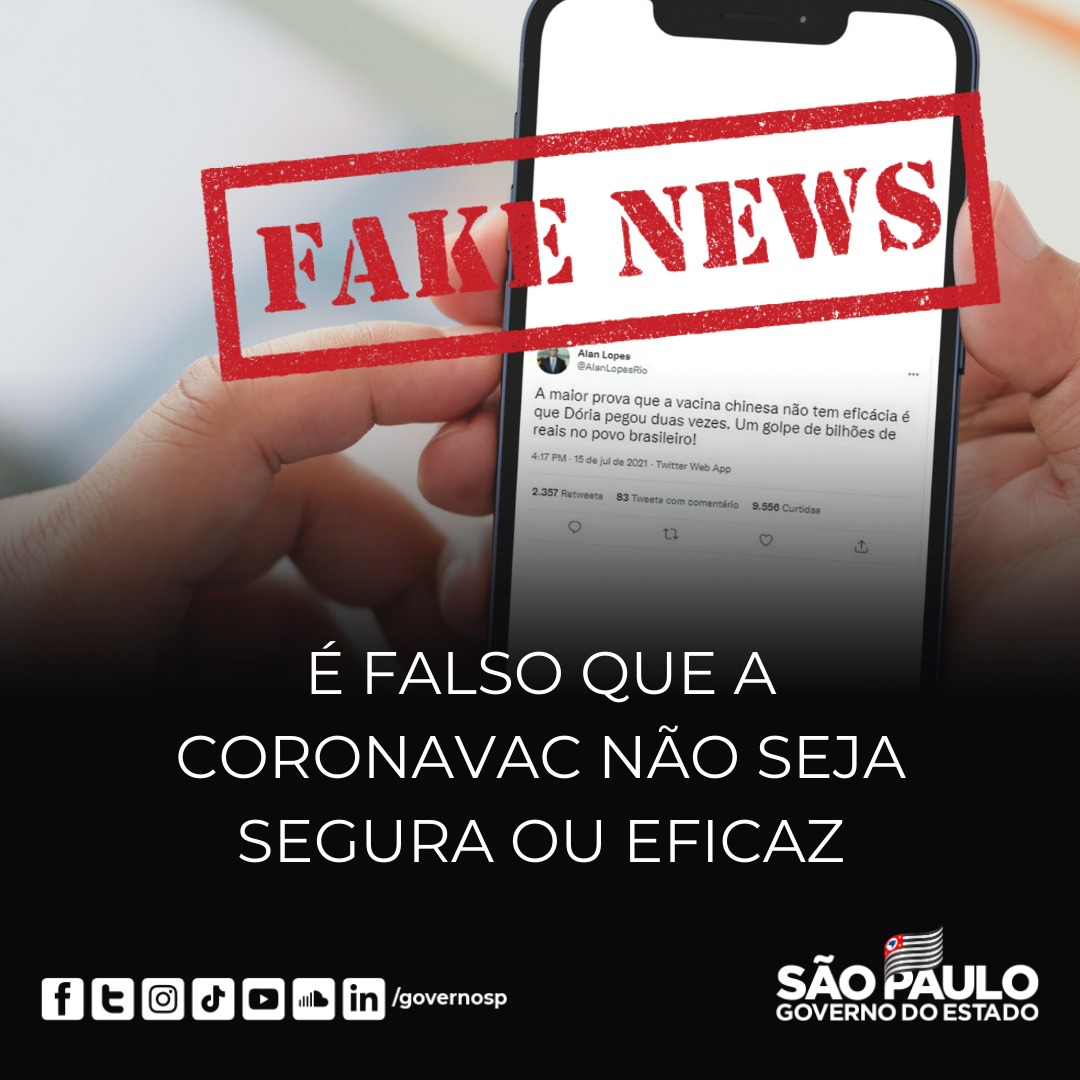 FAKE NEWS
Alan Lopes
@AlanLopesRio
A maior prova que a vacina chinesa não tem eficácia é
que Dória pegou duas vezes. Um golpe de bilhões de
reais no povo brasileiro!
4:17 PM · 15 de jul de 2021 · Twitter Web App
2.357 Retweets 83 Tweets com comentário 9.556 Curtidas
É FALSO QUE A
CORONAVAC NÃO SEJA
SEGURA OU EFICAZ
/governosp
SÃO PAULO
GOVERNO DO ESTADO